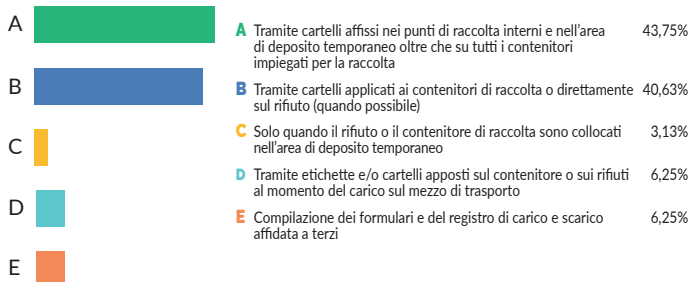 A
B
C
D
E
A Tramite cartelli affissi nei punti di raccolta interni e nell'area 43,75%
di deposito temporaneo oltre che su tutti i contenitori
impiegati per la raccolta
B Tramite cartelli applicati ai contenitori di raccolta o direttamente 40,63%
sul rifiuto (quando possibile)
C Solo quando il rifiuto o il contenitore di raccolta sono collocati 3,13%
nell'area di deposito temporaneo
D Tramite etichette e/o cartelli apposti sul contenitore o sui rifiuti 6,25%
al momento del carico sul mezzo di trasporto
E Compilazione dei formulari e del registro di carico e scarico 6,25%
affidata a terzi